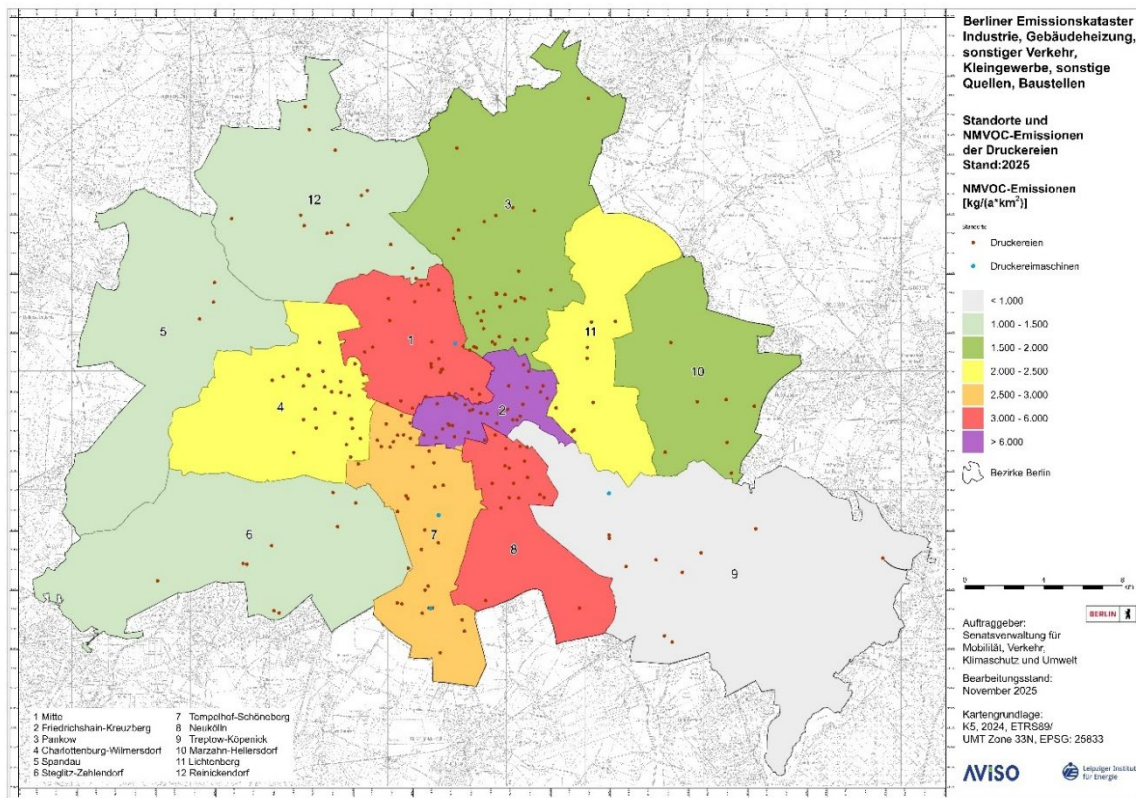 Berliner Emissionskataster
Industrie, Gebäudeheizung,
sonstiger Verkehr,
Kleingewerbe, sonstige
Quellen, Baustellen
Standorte und
NMVOC-Emissionen
der Druckereien
Stand:2025
NMVOC-Emissionen
[kg/(a*km²)]
Standorte
Druckereien
Druckereimaschinen
< 1.000
1.000 - 1.500
1.500 - 2.000
2.000 - 2.500
2.500 - 3.000
3.000 - 6.000
> 6.000
Bezirke Berlin
0 4 8
km
BERLIN
Auftraggeber:
Senatsverwaltung für
Mobilität, Verkehr,
Klimaschutz und Umwelt
Bearbeitungsstand:
November 2025
Kartengrundlage:
K5, 2024, ETRS89/
UMT Zone 33N, EPSG: 25833
AVISO
Leipziger Institut
für Energie
12
3
5
1
11
10
4
2
6
7
8
9
1 Mitte
2 Friedrichshain-Kreuzberg
3 Pankow
4 Charlottenburg-Wilmersdorf
5 Spandau
6 Steglitz-Zehlendorf
7 Tempelhof-Schöneberg
8 Neukölln
9 Treptow-Köpenick
10 Marzahn-Hellersdorf
11 Lichtenberg
12 Reinickendorf